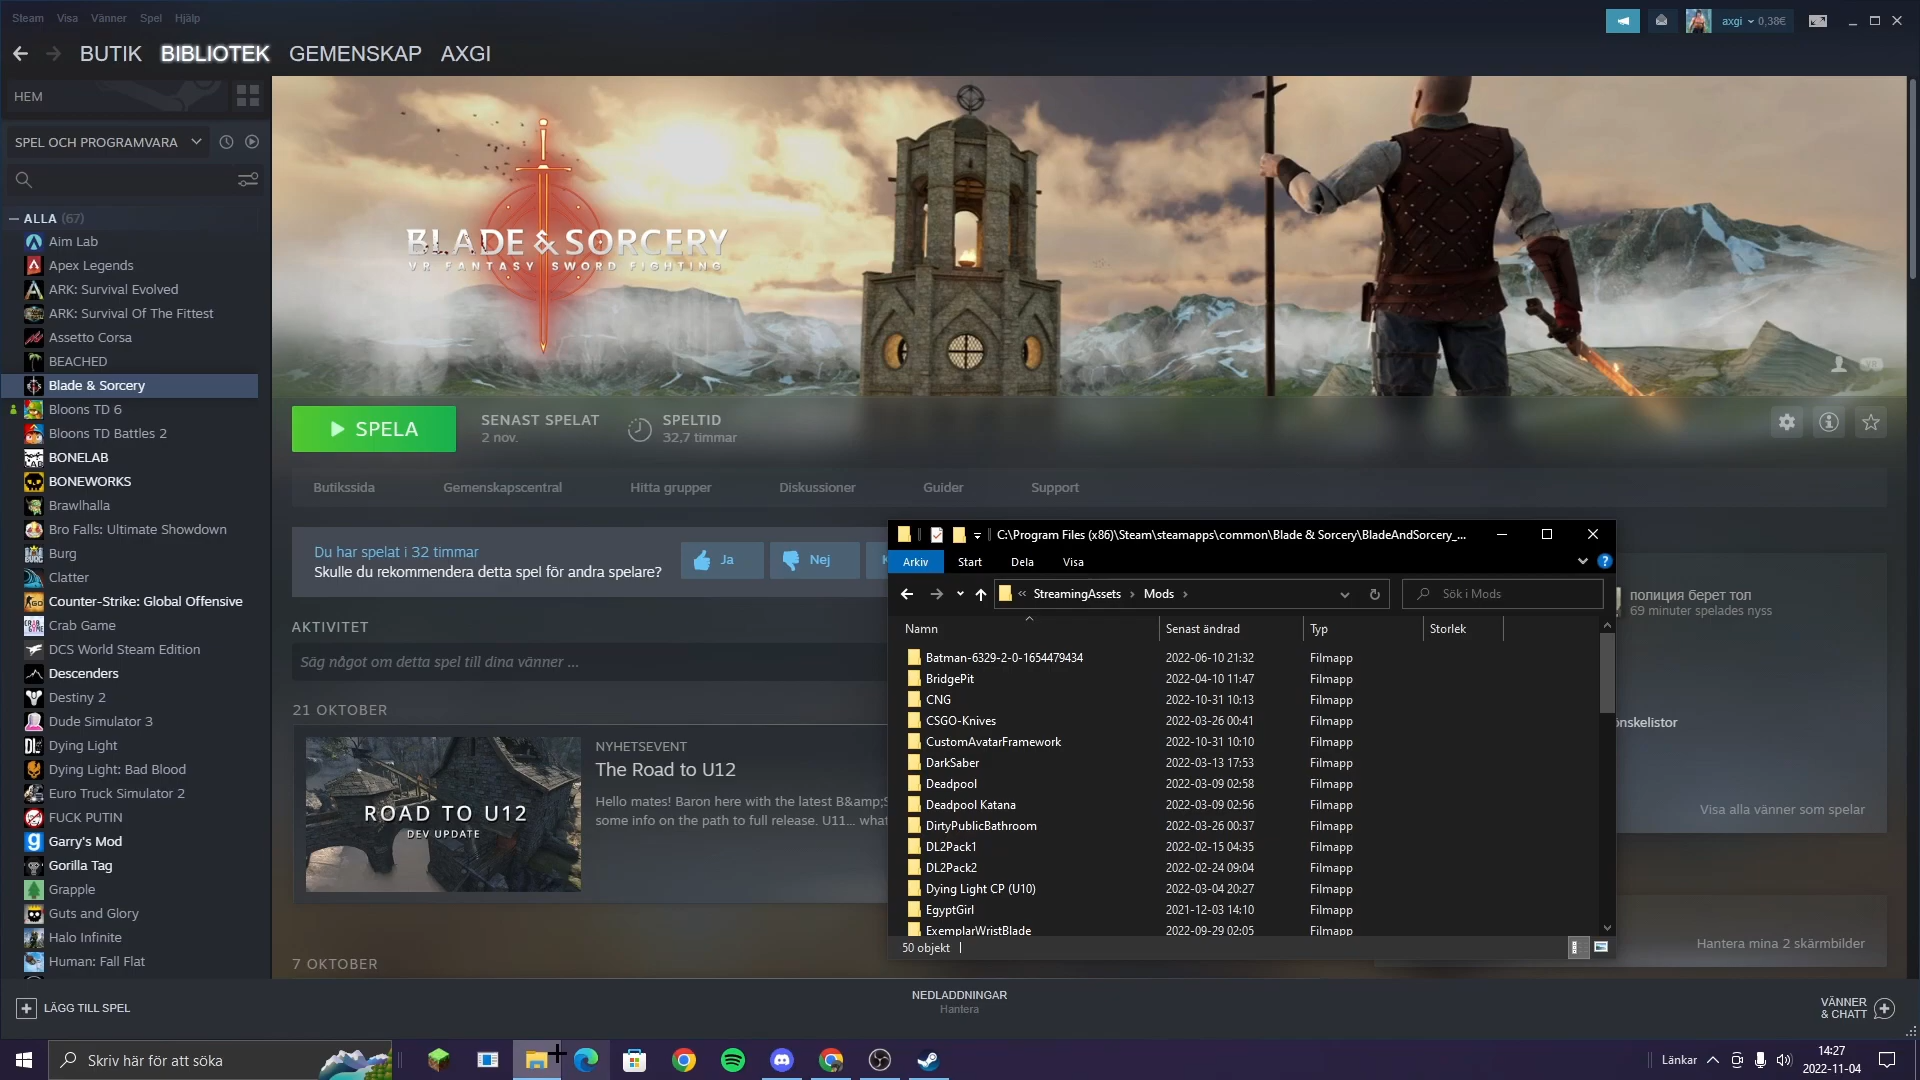 Steam Visa Vänner Spel Hjälp
axgi 0,38€
BUTIK BIBLIOTEK GEMENSKAP AXGI
HEM
SPEL OCH PROGRAMVARA
ALLA (67)
Aim Lab
Apex Legends
ARK: Survival Evolved
ARK: Survival Of The Fittest
Assetto Corsa
BEACHED
Blade & Sorcery
Bloons TD 6
Bloons TD Battles 2
BONELAB
BONEWORKS
Brawlhalla
Bro Falls: Ultimate Showdown
Burg
Clatter
Counter-Strike: Global Offensive
Crab Game
DCS World Steam Edition
Descenders
Destiny 2
Dude Simulator 3
Dying Light
Dying Light: Bad Blood
Euro Truck Simulator 2
FUCK PUTIN
Garry's Mod
Gorilla Tag
Grapple
Guts and Glory
Halo Infinite
Human: Fall Flat
LÄGG TILL SPEL
BLADE & SORCERY
VR FANTASY SWORD FIGHTING
SPELA
SENAST SPELAT
2 nov.
SPELTID
32,7 timmar
Butikssida Gemenskapscentral Hitta grupper Diskussioner Guider Support
Du har spelat i 32 timmar
Skulle du rekommendera detta spel för andra spelare?
Ja Nej
AKTIVITET
Säg något om detta spel till dina vänner ...
21 OKTOBER
ROAD TO U12
DEV UPDATE
NYHETSEVENT
The Road to U12
Hello mates! Baron here with the latest B&amp;S
some info on the path to full release. U11... what
7 OKTOBER
C:\Program Files (x86)\Steam\steamapps\common\Blade & Sorcery\BladeAndSorcery_...
Arkiv Start Dela Visa
« StreamingAssets › Mods ›
Sök i Mods
Namn Senast ändrad Typ Storlek
Batman-6329-2-0-1654479434 2022-06-10 21:32 Filmapp
BridgePit 2022-04-10 11:47 Filmapp
CNG 2022-10-31 10:13 Filmapp
CSGO-Knives 2022-03-26 00:41 Filmapp
CustomAvatarFramework 2022-10-31 10:10 Filmapp
DarkSaber 2022-03-13 17:53 Filmapp
Deadpool 2022-03-09 02:58 Filmapp
Deadpool Katana 2022-03-09 02:56 Filmapp
DirtyPublicBathroom 2022-03-26 00:37 Filmapp
DL2Pack1 2022-02-15 04:35 Filmapp
DL2Pack2 2022-02-24 09:04 Filmapp
Dying Light CP (U10) 2022-03-04 20:27 Filmapp
EgyptGirl 2021-12-03 14:10 Filmapp
ExemplarWristBlade 2022-09-29 02:05 Filmapp
50 objekt
полиция берет тол
69 minuter spelades nyss
önskelistor
Visa alla vänner som spelar
Hantera mina 2 skärmbilder
NEDLADDNINGAR
Hantera
VÄNNER
& CHATT
Skriv här för att söka
Länkar
14:27
2022-11-04